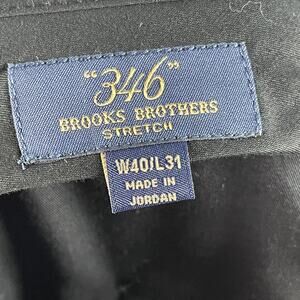 "346"
BROOKS BROTHERS
STRETCH
W40/L31
MADE IN
JORDAN